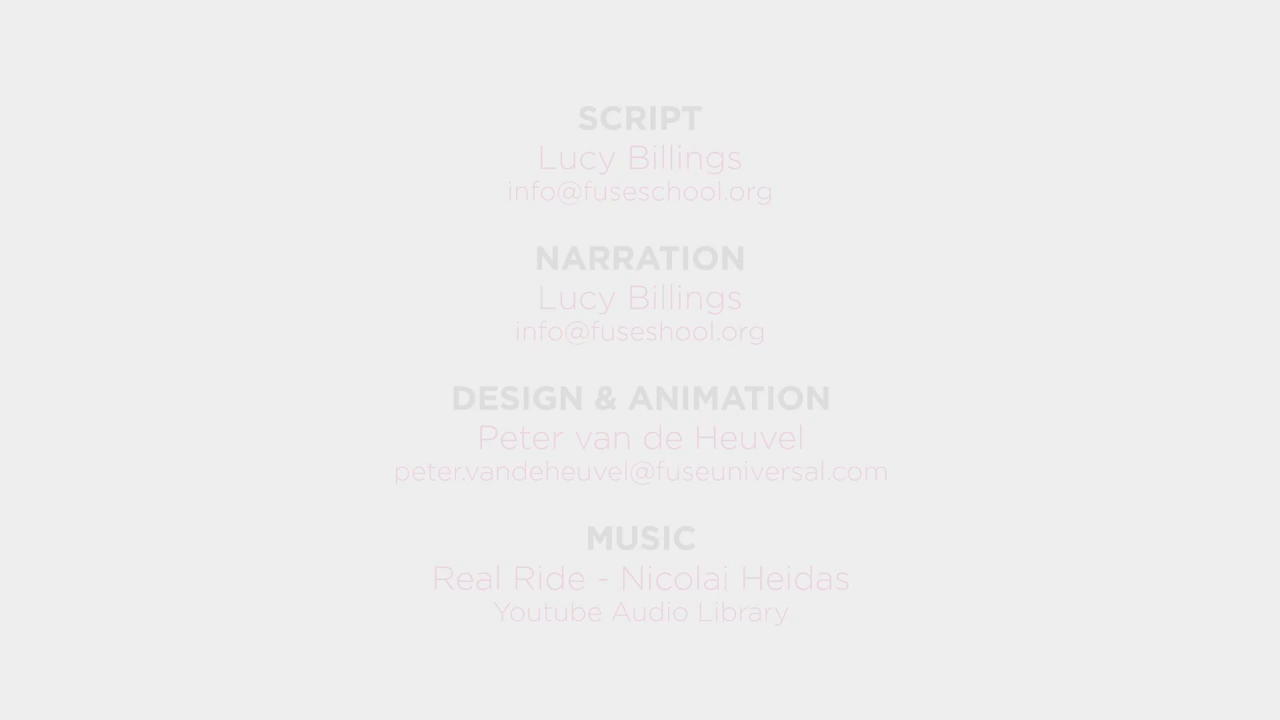 SCRIPT
Lucy Billings
info@fuseschool.org
NARRATION
Lucy Billings
info@fuseshool.org
DESIGN & ANIMATION
Peter van de Heuvel
peter.vandeheuvel@fuseuniversal.com
MUSIC
Real Ride - Nicolai Heidas
Youtube Audio Library